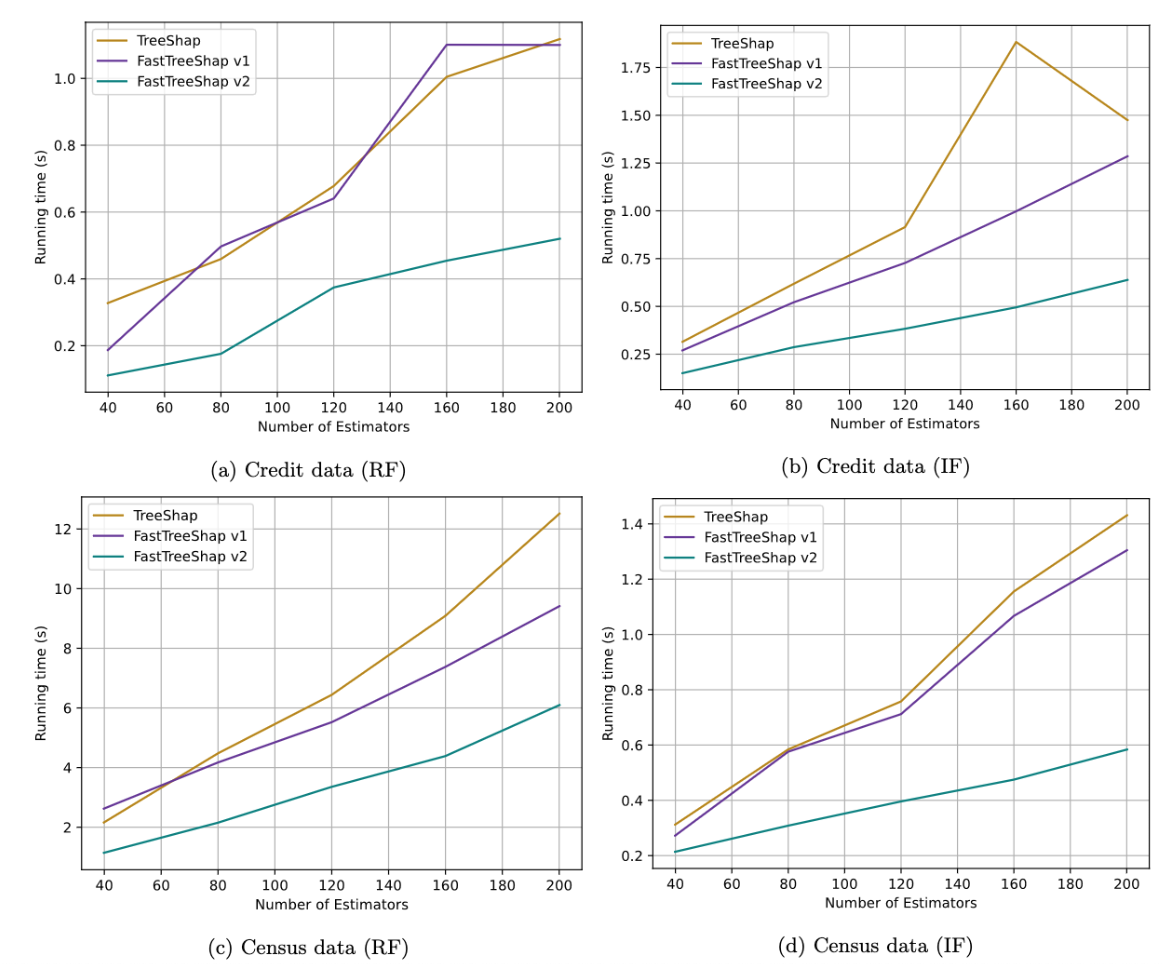 TreeShap
FastTreeShap v1
FastTreeShap v2
1.0
0.8
0.6
0.4
0.2
Running time (s)
40 60 80 100 120 140 160 180 200
Number of Estimators
(a) Credit data (RF)
TreeShap
FastTreeShap v1
FastTreeShap v2
1.75
1.50
1.25
1.00
0.75
0.50
0.25
Running time (s)
40 60 80 100 120 140 160 180 200
Number of Estimators
(b) Credit data (IF)
TreeShap
FastTreeShap v1
FastTreeShap v2
12
10
8
6
4
2
Running time (s)
40 60 80 100 120 140 160 180 200
Number of Estimators
(c) Census data (RF)
TreeShap
FastTreeShap v1
FastTreeShap v2
1.4
1.2
1.0
0.8
0.6
0.4
0.2
Running time (s)
40 60 80 100 120 140 160 180 200
Number of Estimators
(d) Census data (IF)